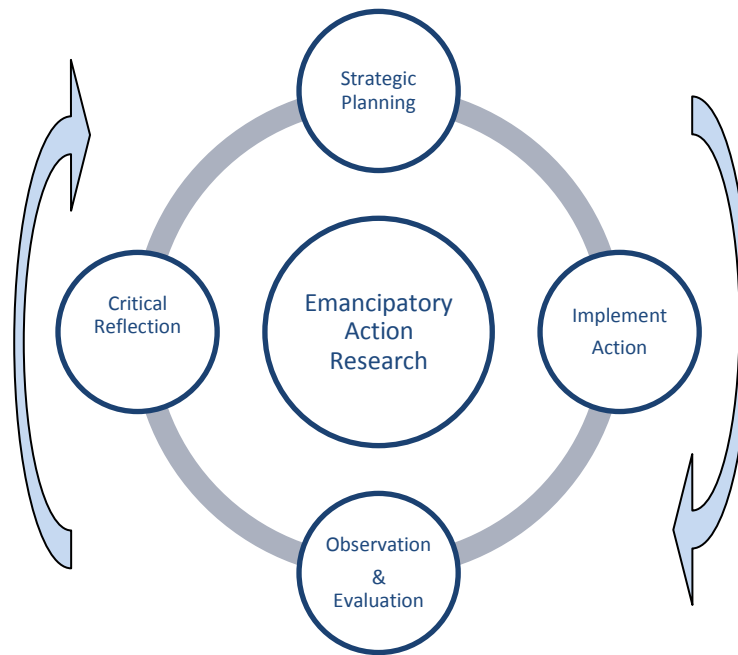 Strategic
Planning
Critical
Reflection
Emancipatory
Action
Research
Implement
Action
Observation
&
Evaluation